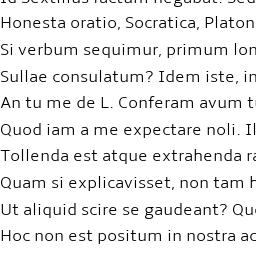 Id Sextilius factum negabat. Sed
Honesta oratio, Socratica, Platon
Si verbum sequimur, primum lon
Sullae consulatum? Idem iste, in
An tu me de L. Conferam avum tu
Quod iam a me expectare noli. Il
Tollenda est atque extrahenda ra
Quam si explicavisset, non tam h
Ut aliquid scire se gaudeant? Quo
Hoc non est positum in nostra ac